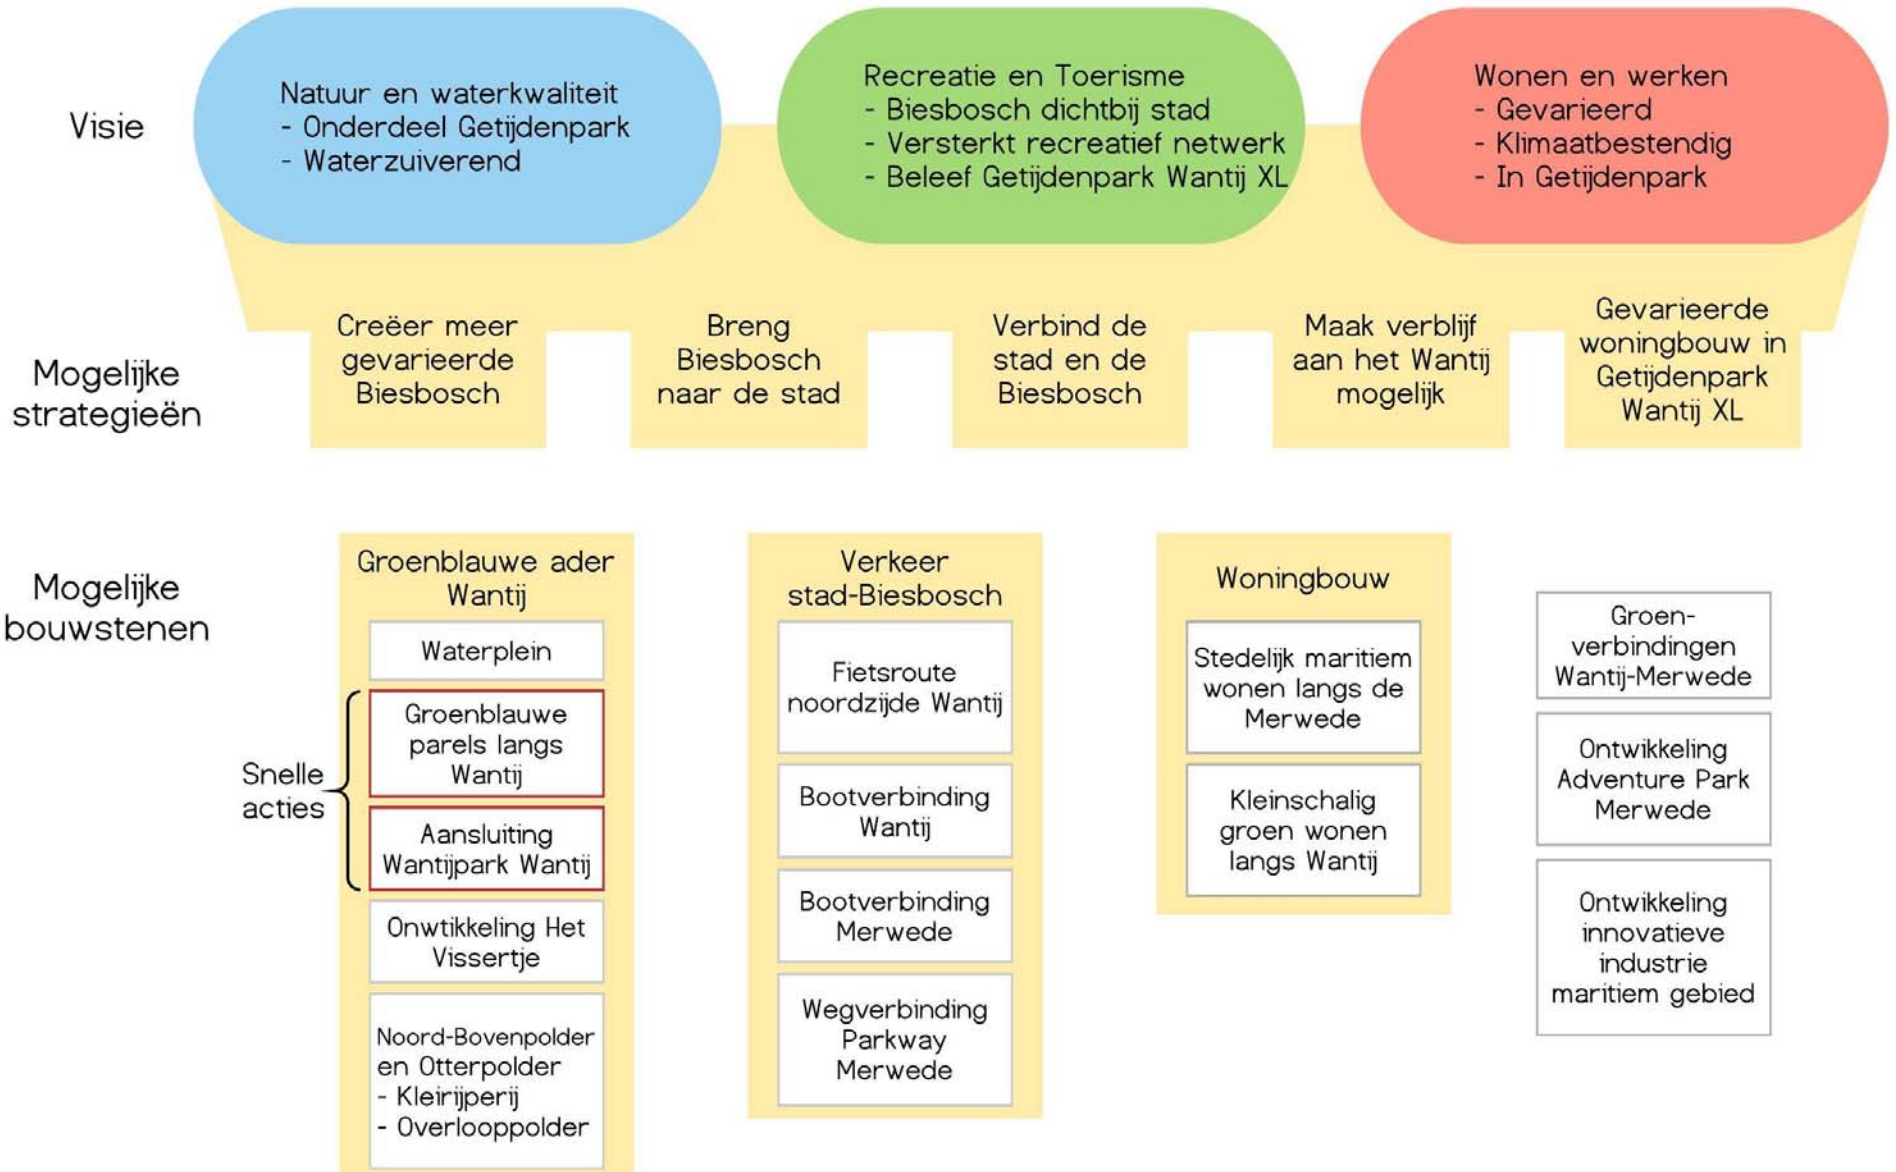 Visie
Natuur en waterkwaliteit
- Onderdeel Getijdenpark
- Waterzuiverend
Recreatie en Toerisme
- Biesbosch dichtbij stad
- Versterkt recreatief netwerk
- Beleef Getijdenpark Wantij XL
Wonen en werken
- Gevarieerd
- Klimaatbestendig
- In Getijdenpark
Mogelijke
strategieën
Creëer meer
gevarieerde
Biesbosch
Breng
Biesbosch
naar de stad
Verbind de
stad en de
Biesbosch
Maak verblijf
aan het Wantij
mogelijk
Gevarieerde
woningbouw in
Getijdenpark
Wantij XL
Mogelijke
bouwstenen
Groenblauwe ader
Wantij
Waterplein
Snelle
acties
Groenblauwe
parels langs
Wantij
Aansluiting
Wantijpark Wantij
Onwtikkeling Het
Vissertje
Noord-Bovenpolder
en Otterpolder
- Kleirijperij
- Overlooppolder
Verkeer
stad-Biesbosch
Fietsroute
noordzijde Wantij
Bootverbinding
Wantij
Bootverbinding
Merwede
Wegverbinding
Parkway
Merwede
Woningbouw
Stedelijk maritiem
wonen langs de
Merwede
Kleinschalig
groen wonen
langs Wantij
Groen-
verbindingen
Wantij-Merwede
Ontwikkeling
Adventure Park
Merwede
Ontwikkeling
innovatieve
industrie
maritiem gebied